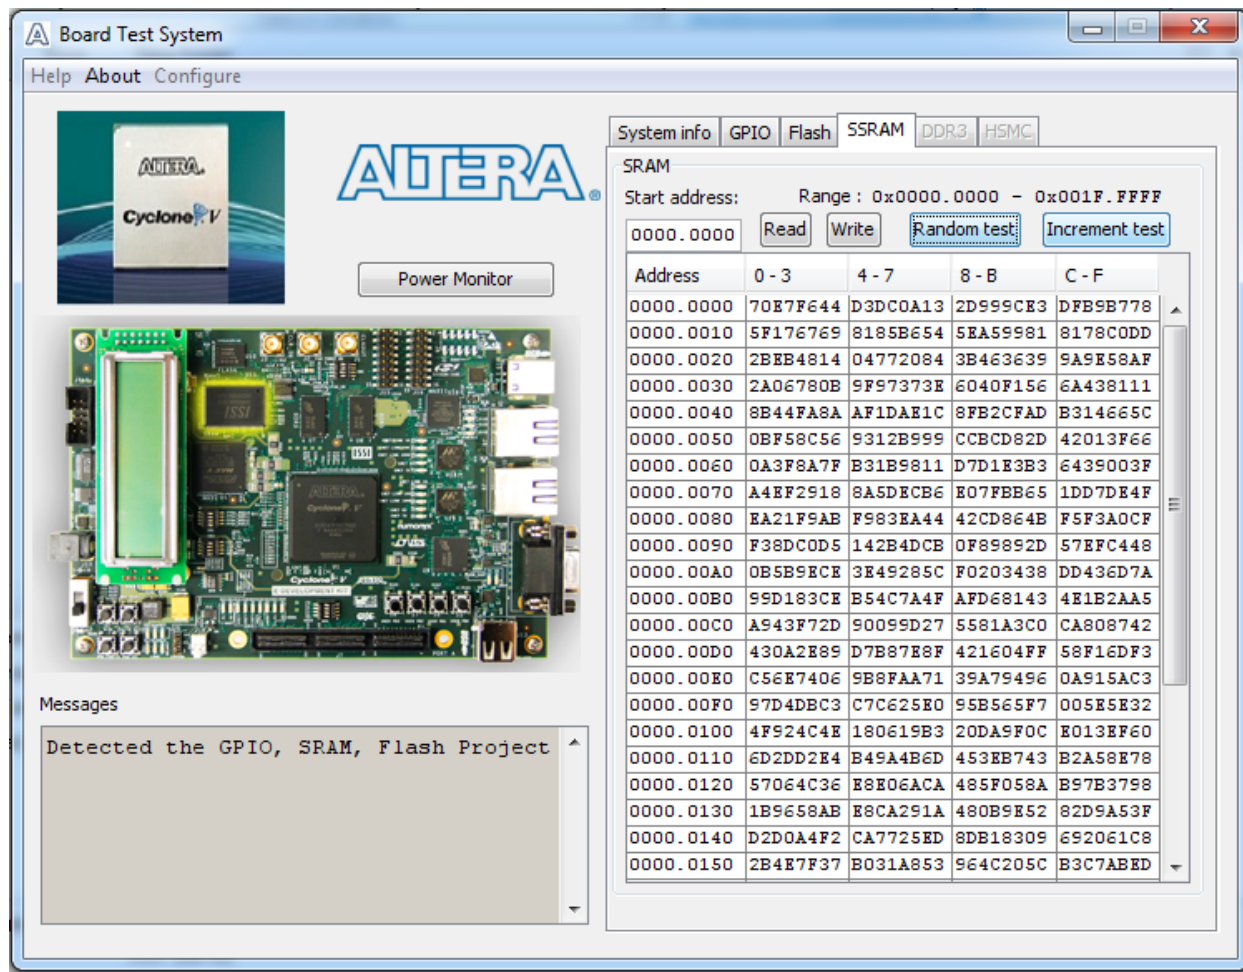 Board Test System
Help About Configure
ALTERA.
Cyclone V
ALTERA®
Power Monitor
ISSI
ISSI
ALTERA.
Cyclone V
Cyclone V
Messages
Detected the GPIO, SRAM, Flash Project
System info GPIO Flash SSRAM DDR3 HSMC
SRAM
Start address: Range : 0x0000.0000 - 0x001F.FFFF
0000.0000 Read Write Random test Increment test
Address 0 - 3 4 - 7 8 - B C - F
0000.0000 70E7F644 D3DC0A13 2D999CE3 DFB9B778
0000.0010 5F176769 8185B654 5EA59981 8178C0DD
0000.0020 2BEB4814 04772084 3B463639 9A9E58AF
0000.0030 2A06780B 9F97373E 6040F156 6A438111
0000.0040 8B44FA8A AF1DAE1C 8FB2CFAD B314665C
0000.0050 0BF58C56 9312B999 CCBCD82D 42013F66
0000.0060 0A3F8A7F B31B9811 D7D1E3B3 6439003F
0000.0070 A4EF2918 8A5DECB6 E07FBB65 1DD7DE4F
0000.0080 EA21F9AB F983EA44 42CD864B F5F3A0CF
0000.0090 F38DC0D5 142B4DCB 0F89892D 57EFC448
0000.00A0 0B5B9ECE 3E49285C F0203438 DD436D7A
0000.00B0 99D183CE B54C7A4F AFD68143 4E1B2AA5
0000.00C0 A943F72D 90099D27 5581A3C0 CA808742
0000.00D0 430A2E89 D7B87E8F 421604FF 58F16DF3
0000.00E0 C56E7406 9B8FAA71 39A79496 0A915AC3
0000.00F0 97D4DBC3 C7C625E0 95B565F7 005E5E32
0000.0100 4F924C4E 180619B3 20DA9F0C E013EF60
0000.0110 6D2DD2E4 B49A4B6D 453EB743 B2A58E78
0000.0120 57064C36 E8E06ACA 485F058A B97B3798
0000.0130 1B9658AB E8CA291A 480B9E52 82D9A53F
0000.0140 D2D0A4F2 CA7725ED 8DB18309 692061C8
0000.0150 2B4E7F37 B031A853 964C205C B3C7ABED